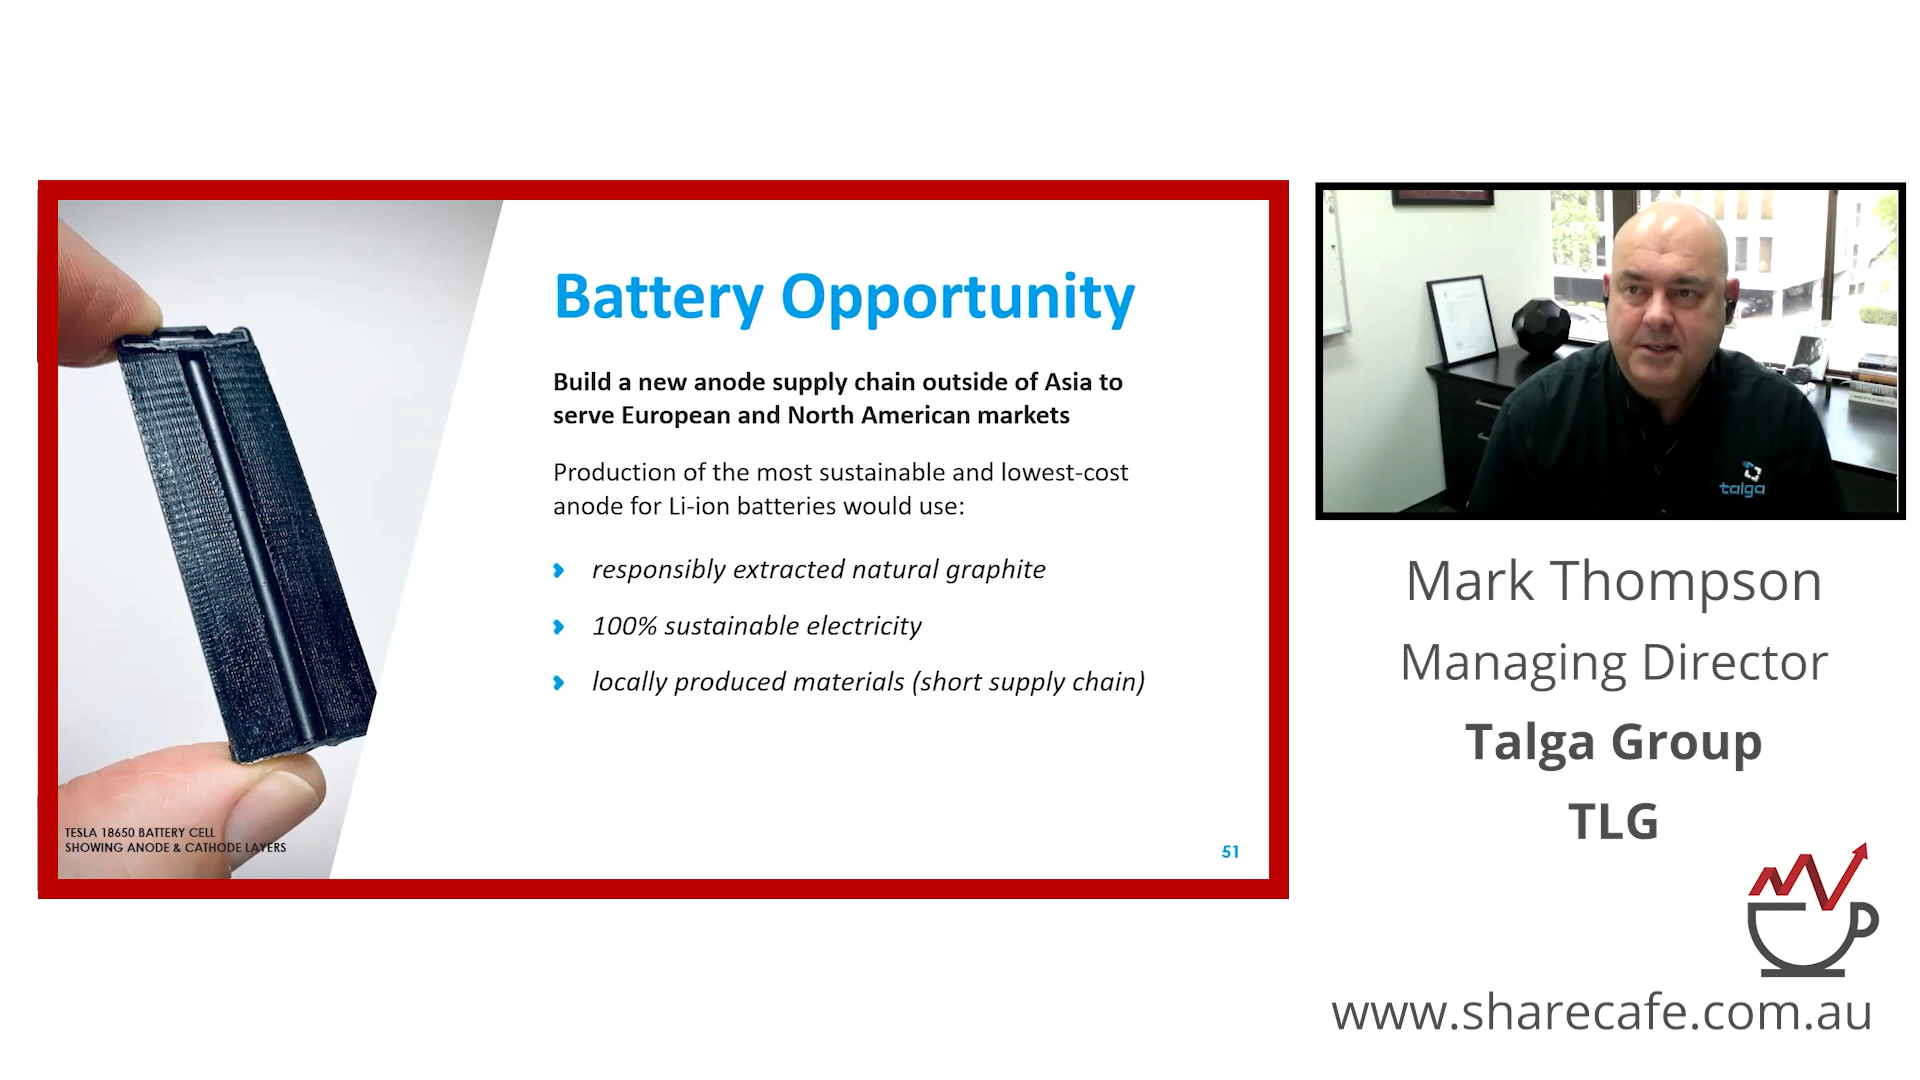 Battery Opportunity
Build a new anode supply chain outside of Asia to
serve European and North American markets
Production of the most sustainable and lowest-cost
anode for Li-ion batteries would use:
responsibly extracted natural graphite
100% sustainable electricity
locally produced materials (short supply chain)
TESLA 18650 BATTERY CELL
SHOWING ANODE & CATHODE LAYERS
51
talga
Mark Thompson
Managing Director
Talga Group
TLG
www.sharecafe.com.au